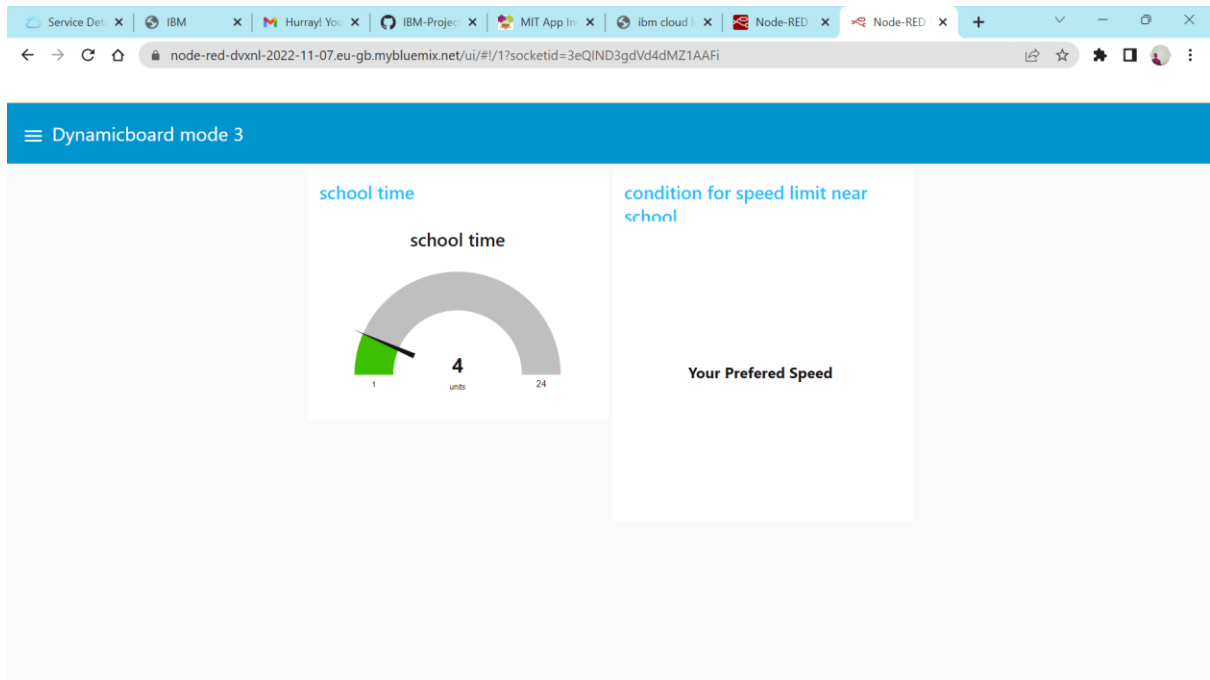 Service Det
IBM
Hurray! You
IBM-Projec
MIT App In
ibm cloud
Node-RED
Node-RED
node-red-dvxnl-2022-11-07.eu-gb.mybluemix.net/ui/#!/1?socketid=3eQIND3gdVd4dMZ1AAFi
Dynamicboard mode 3
school time
school time
4
units
1
24
condition for speed limit near
school
Your Prefered Speed